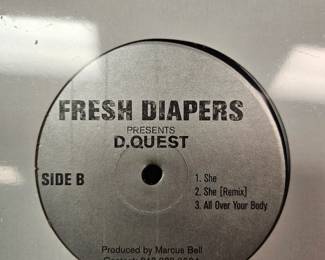 FRESH DIAPERS
PRESENTS
D.QUEST
SIDE B
1. She
2. She [Remix]
3. All Over Your Body
Produced by Marcus Bell